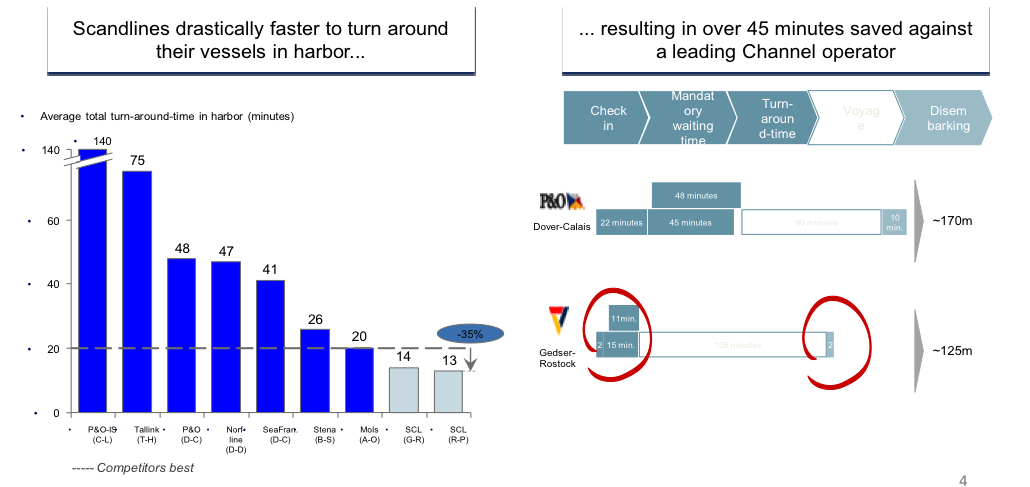 Scandlines drastically faster to turn around
their vessels in harbor...
... resulting in over 45 minutes saved against
a leading Channel operator
• Average total turn-around-time in harbor (minutes)
• 140
• 140
75
• 60
48
47
• 40
41
26
• 20
20
-35%
14
13
• 0
• P&O-IS
(C-L)
• Tallink
(T-H)
• P&O
(D-C)
• Norf-
line
(D-D)
• SeaFran.
(D-C)
• Stena
(B-S)
• Mols
(A-O)
• SCL
(G-R)
• SCL
(R-P)
----- Competitors best
Check
in
Mandat
ory
waiting
time
Turn-
aroun
d-time
Voyag
e
Disem
barking
P&O
Dover-Calais
48 minutes
22 minutes
45 minutes
90 minutes
10
min.
~170m
Gedser-
Rostock
11min.
2
15 min.
105 minutes
2
~125m
4